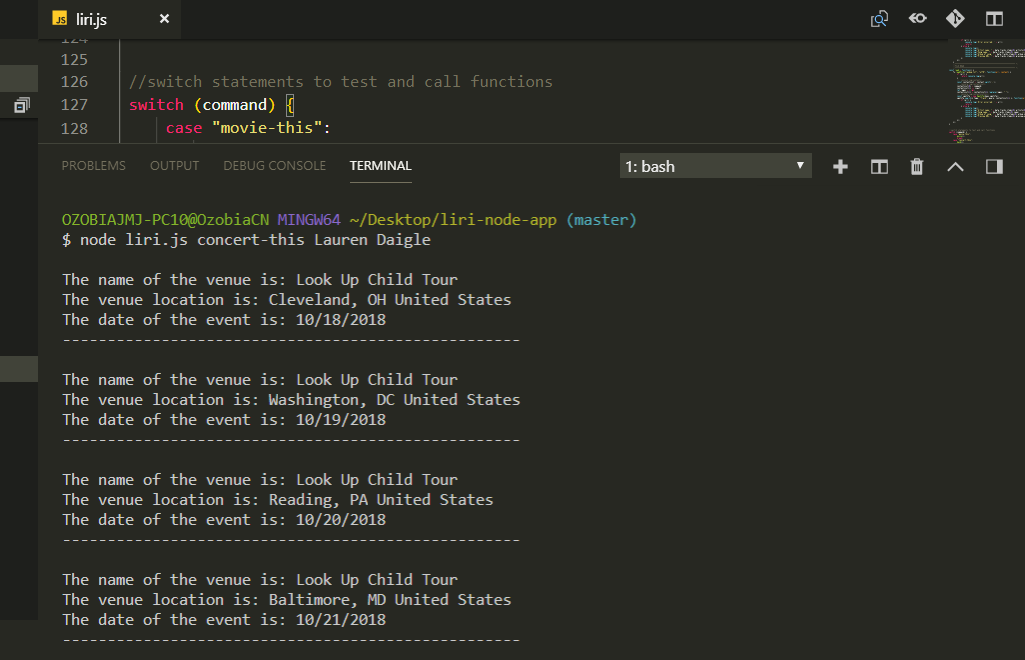 JS liri.js ×
124
125
126 //switch statements to test and call functions
127 switch (command) {
128 case "movie-this":
PROBLEMS OUTPUT DEBUG CONSOLE TERMINAL 1: bash
OZOBIAJMJ-PC10@OzobiaCN MINGW64 ~/Desktop/liri-node-app (master)
$ node liri.js concert-this Lauren Daigle
The name of the venue is: Look Up Child Tour
The venue location is: Cleveland, OH United States
The date of the event is: 10/18/2018
---------------------------------------------------
The name of the venue is: Look Up Child Tour
The venue location is: Washington, DC United States
The date of the event is: 10/19/2018
---------------------------------------------------
The name of the venue is: Look Up Child Tour
The venue location is: Reading, PA United States
The date of the event is: 10/20/2018
---------------------------------------------------
The name of the venue is: Look Up Child Tour
The venue location is: Baltimore, MD United States
The date of the event is: 10/21/2018
---------------------------------------------------